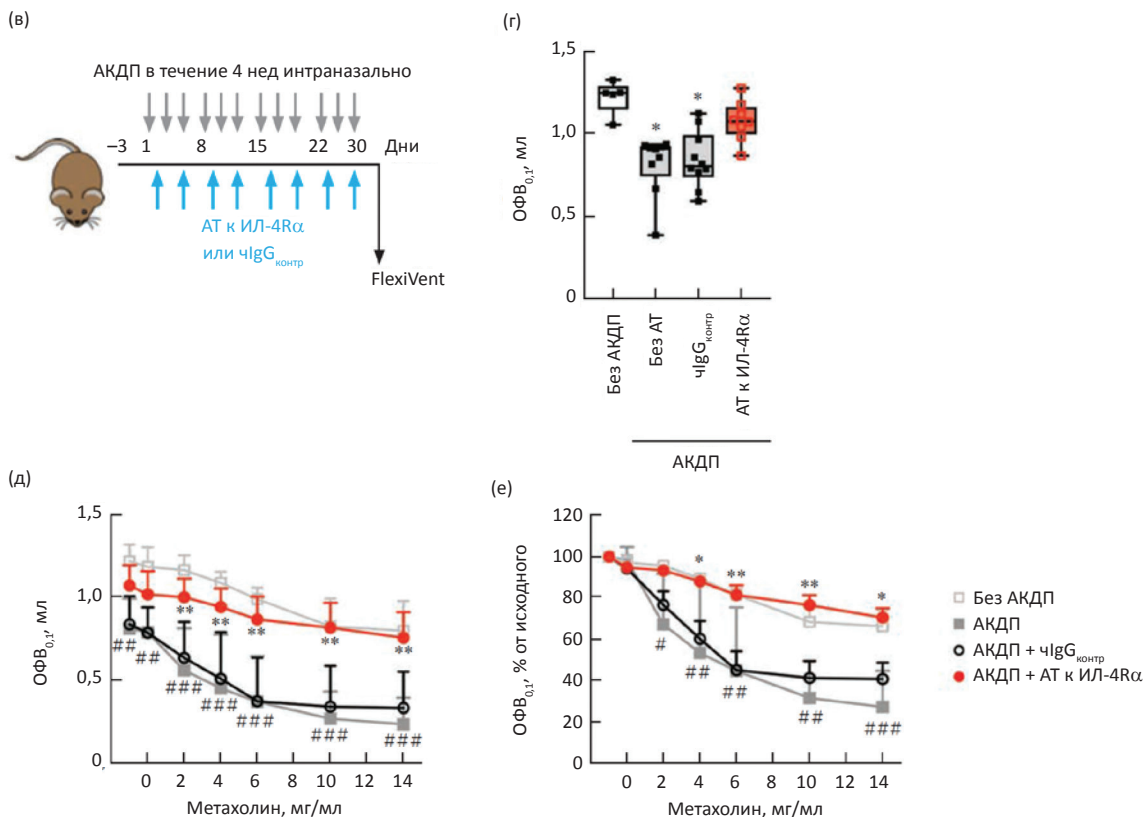 (в)
АКДП в течение 4 нед интраназально
–3 1 8 15 22 30 Дни
АТ к ИЛ-4Rα
или чIgGконтр
FlexiVent
(г)
1,5
1,0
0,5
0
ОФВ0,1, мл
*
*
Без АКДП
Без АТ
чIgGконтр
АТ к ИЛ-4Rα
АКДП
(д)
1,5
1,0
0,5
0
ОФВ0,1, мл
** ** ** ** **
## ## ### ### ### ### ###
0 2 4 6 10 14
Метахолин, мг/мл
(е)
120
100
80
60
40
20
0
ОФВ0,1, % от исходного
* ** ** *
# ## ## ## ###
0 2 4 6 10 14
Метахолин, мг/мл
Без АКДП
АКДП
АКДП + чIgGконтр
АКДП + АТ к ИЛ-4Rα